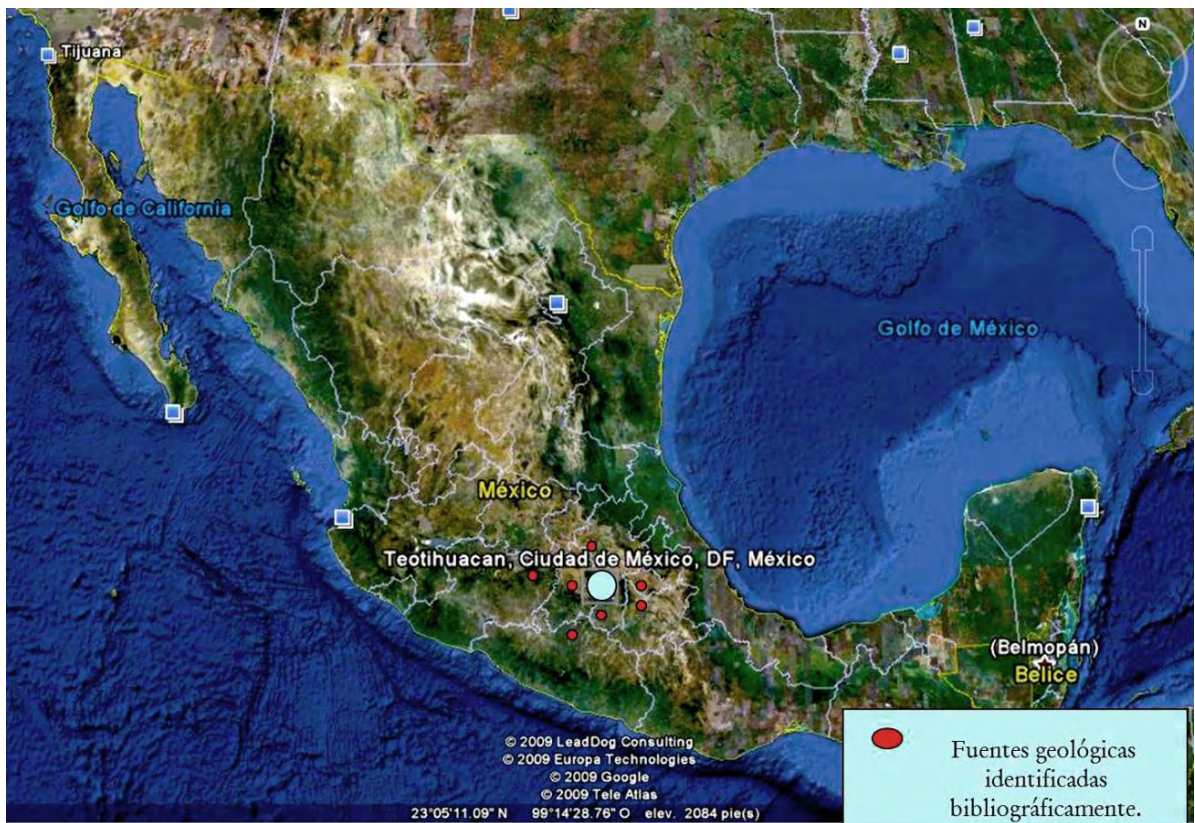 N
Tijuana
Golfo de California
Golfo de México
México
Teotihuacan, Ciudad de México, DF, México
(Belmopán)
Belice
© 2009 LeadDog Consulting
© 2009 Europa Technologies
© 2009 Google
© 2009 Tele Atlas
23°05'11.09" N 99°14'28.76" O elev. 2084 pie(s)
Fuentes geológicas
identificadas
bibliográficamente.